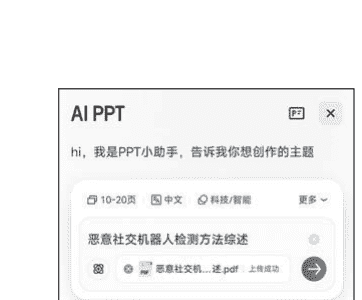 AI PPT
hi，我是PPT小助手，告诉我你想创作的主题
10-20页 中文 科技/智能 更多
恶意社交机器人检测方法综述
恶意社交机...述.pdf 上传成功